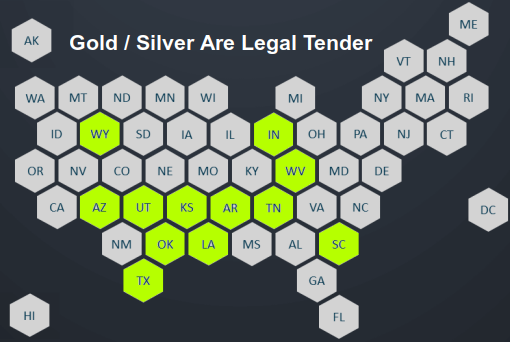 ME
AK
Gold / Silver Are Legal Tender
VT NH
WA MT ND MN WI MI NY MA RI
ID WY SD IA IL IN OH PA NJ CT
OR NV CO NE MO KY WV MD DE
CA AZ UT KS AR TN VA NC DC
NM OK LA MS AL SC
TX GA
HI FL